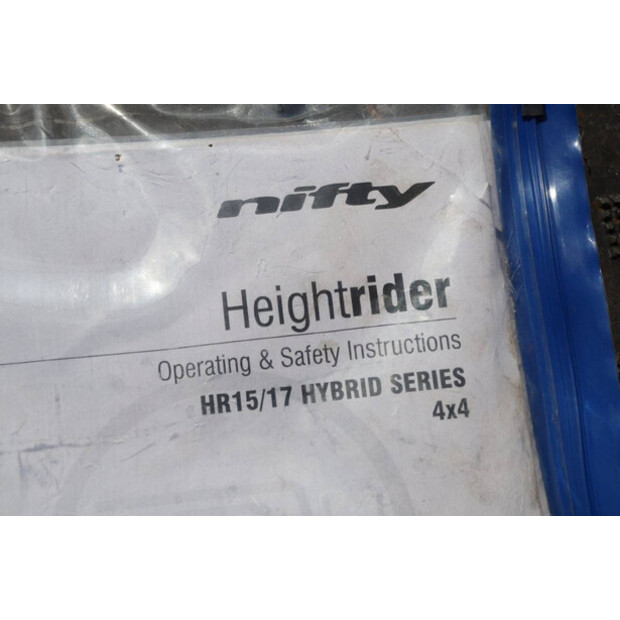 nifty
Heightrider
Operating & Safety Instructions
HR15/17 HYBRID SERIES
4x4